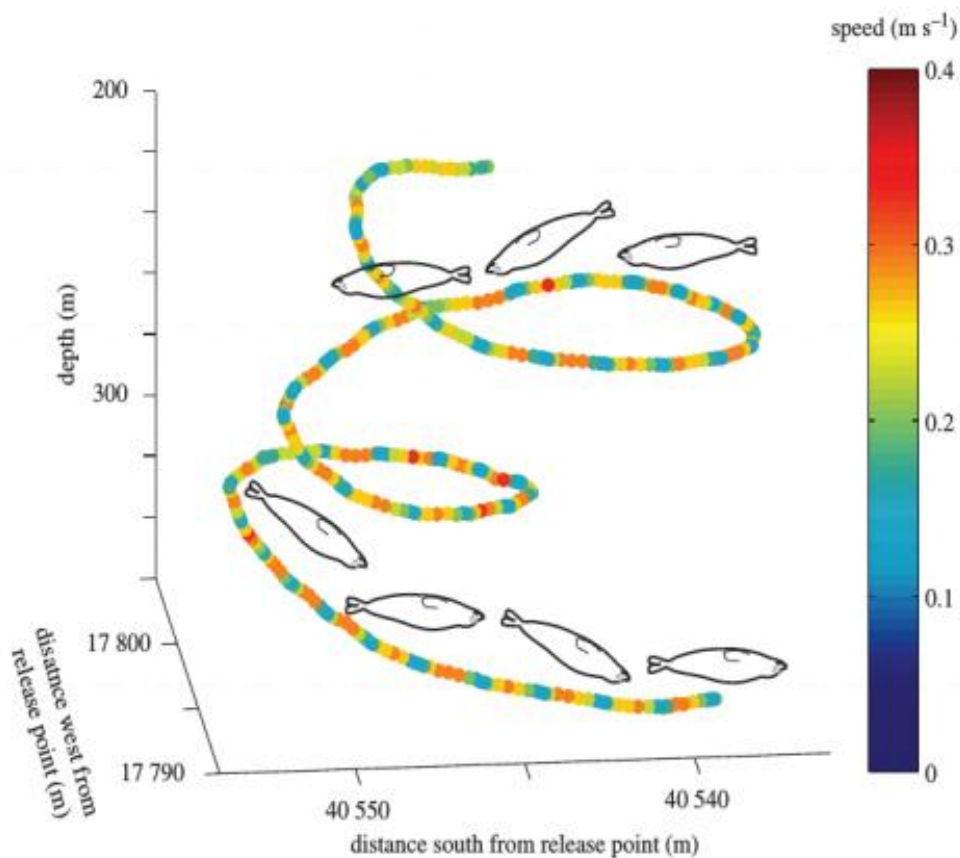 speed (m s⁻¹)
0.4
0.3
0.2
0.1
0
200
300
depth (m)
17 800
17 790
disatnce west from
release point (m)
40 550
40 540
distance south from release point (m)